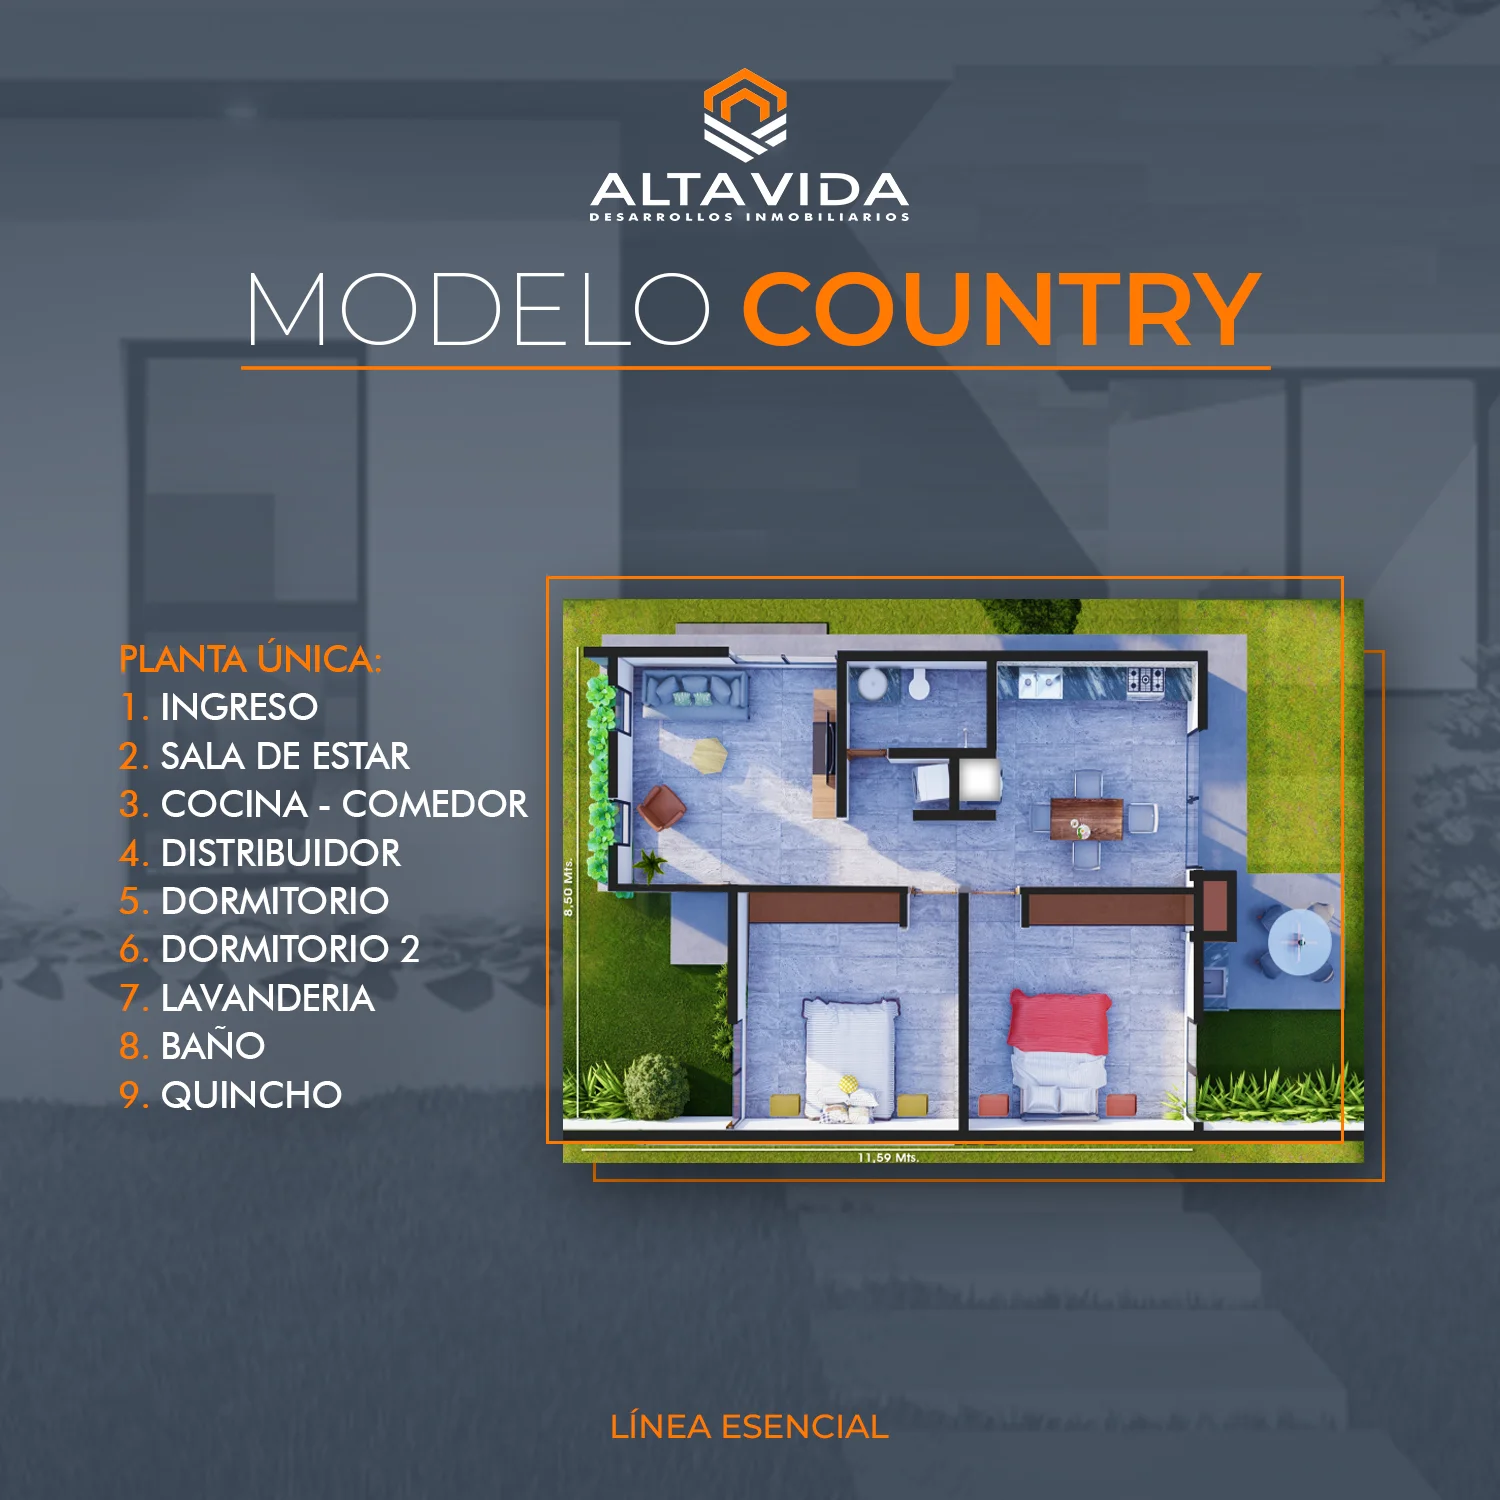 ALTAVIDA
DESARROLLOS INMOBILIARIOS
MODELO COUNTRY
PLANTA ÚNICA:
1. INGRESO
2. SALA DE ESTAR
3. COCINA - COMEDOR
4. DISTRIBUIDOR
5. DORMITORIO
6. DORMITORIO 2
7. LAVANDERIA
8. BAÑO
9. QUINCHO
8,50 Mts.
11,59 Mts.
LÍNEA ESENCIAL